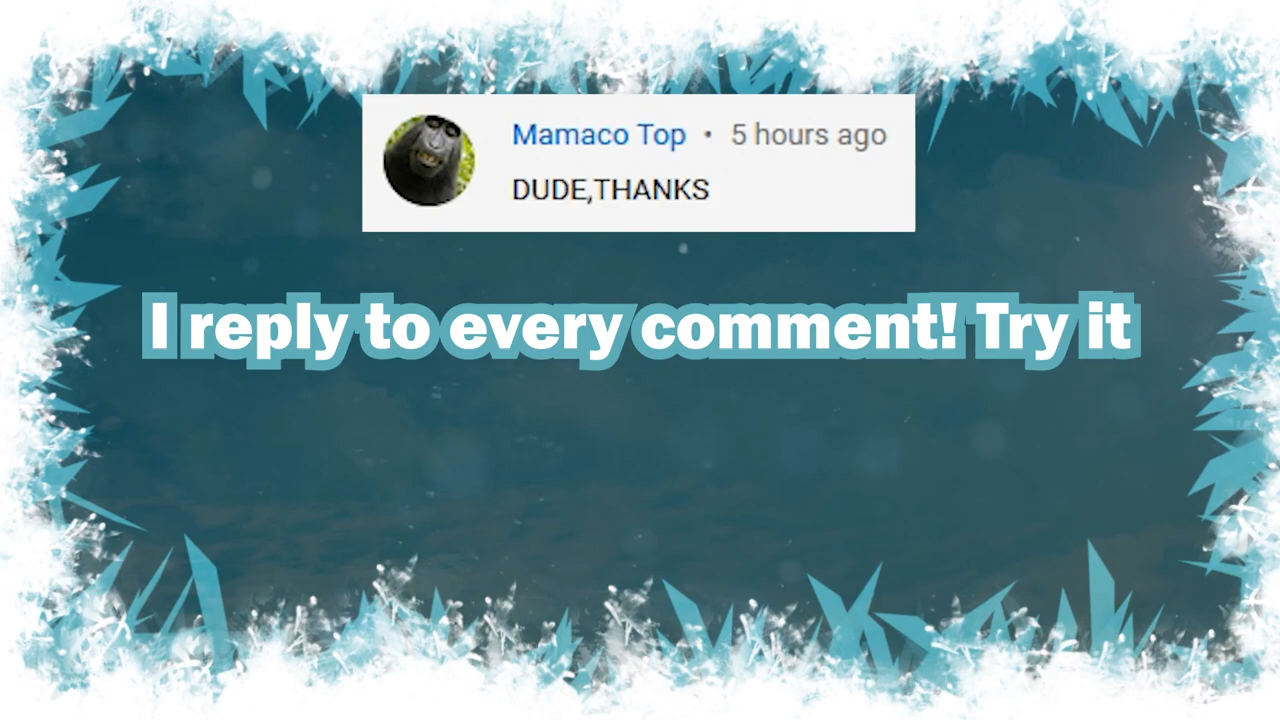 Mamaco Top • 5 hours ago
DUDE,THANKS
I reply to every comment! Try it